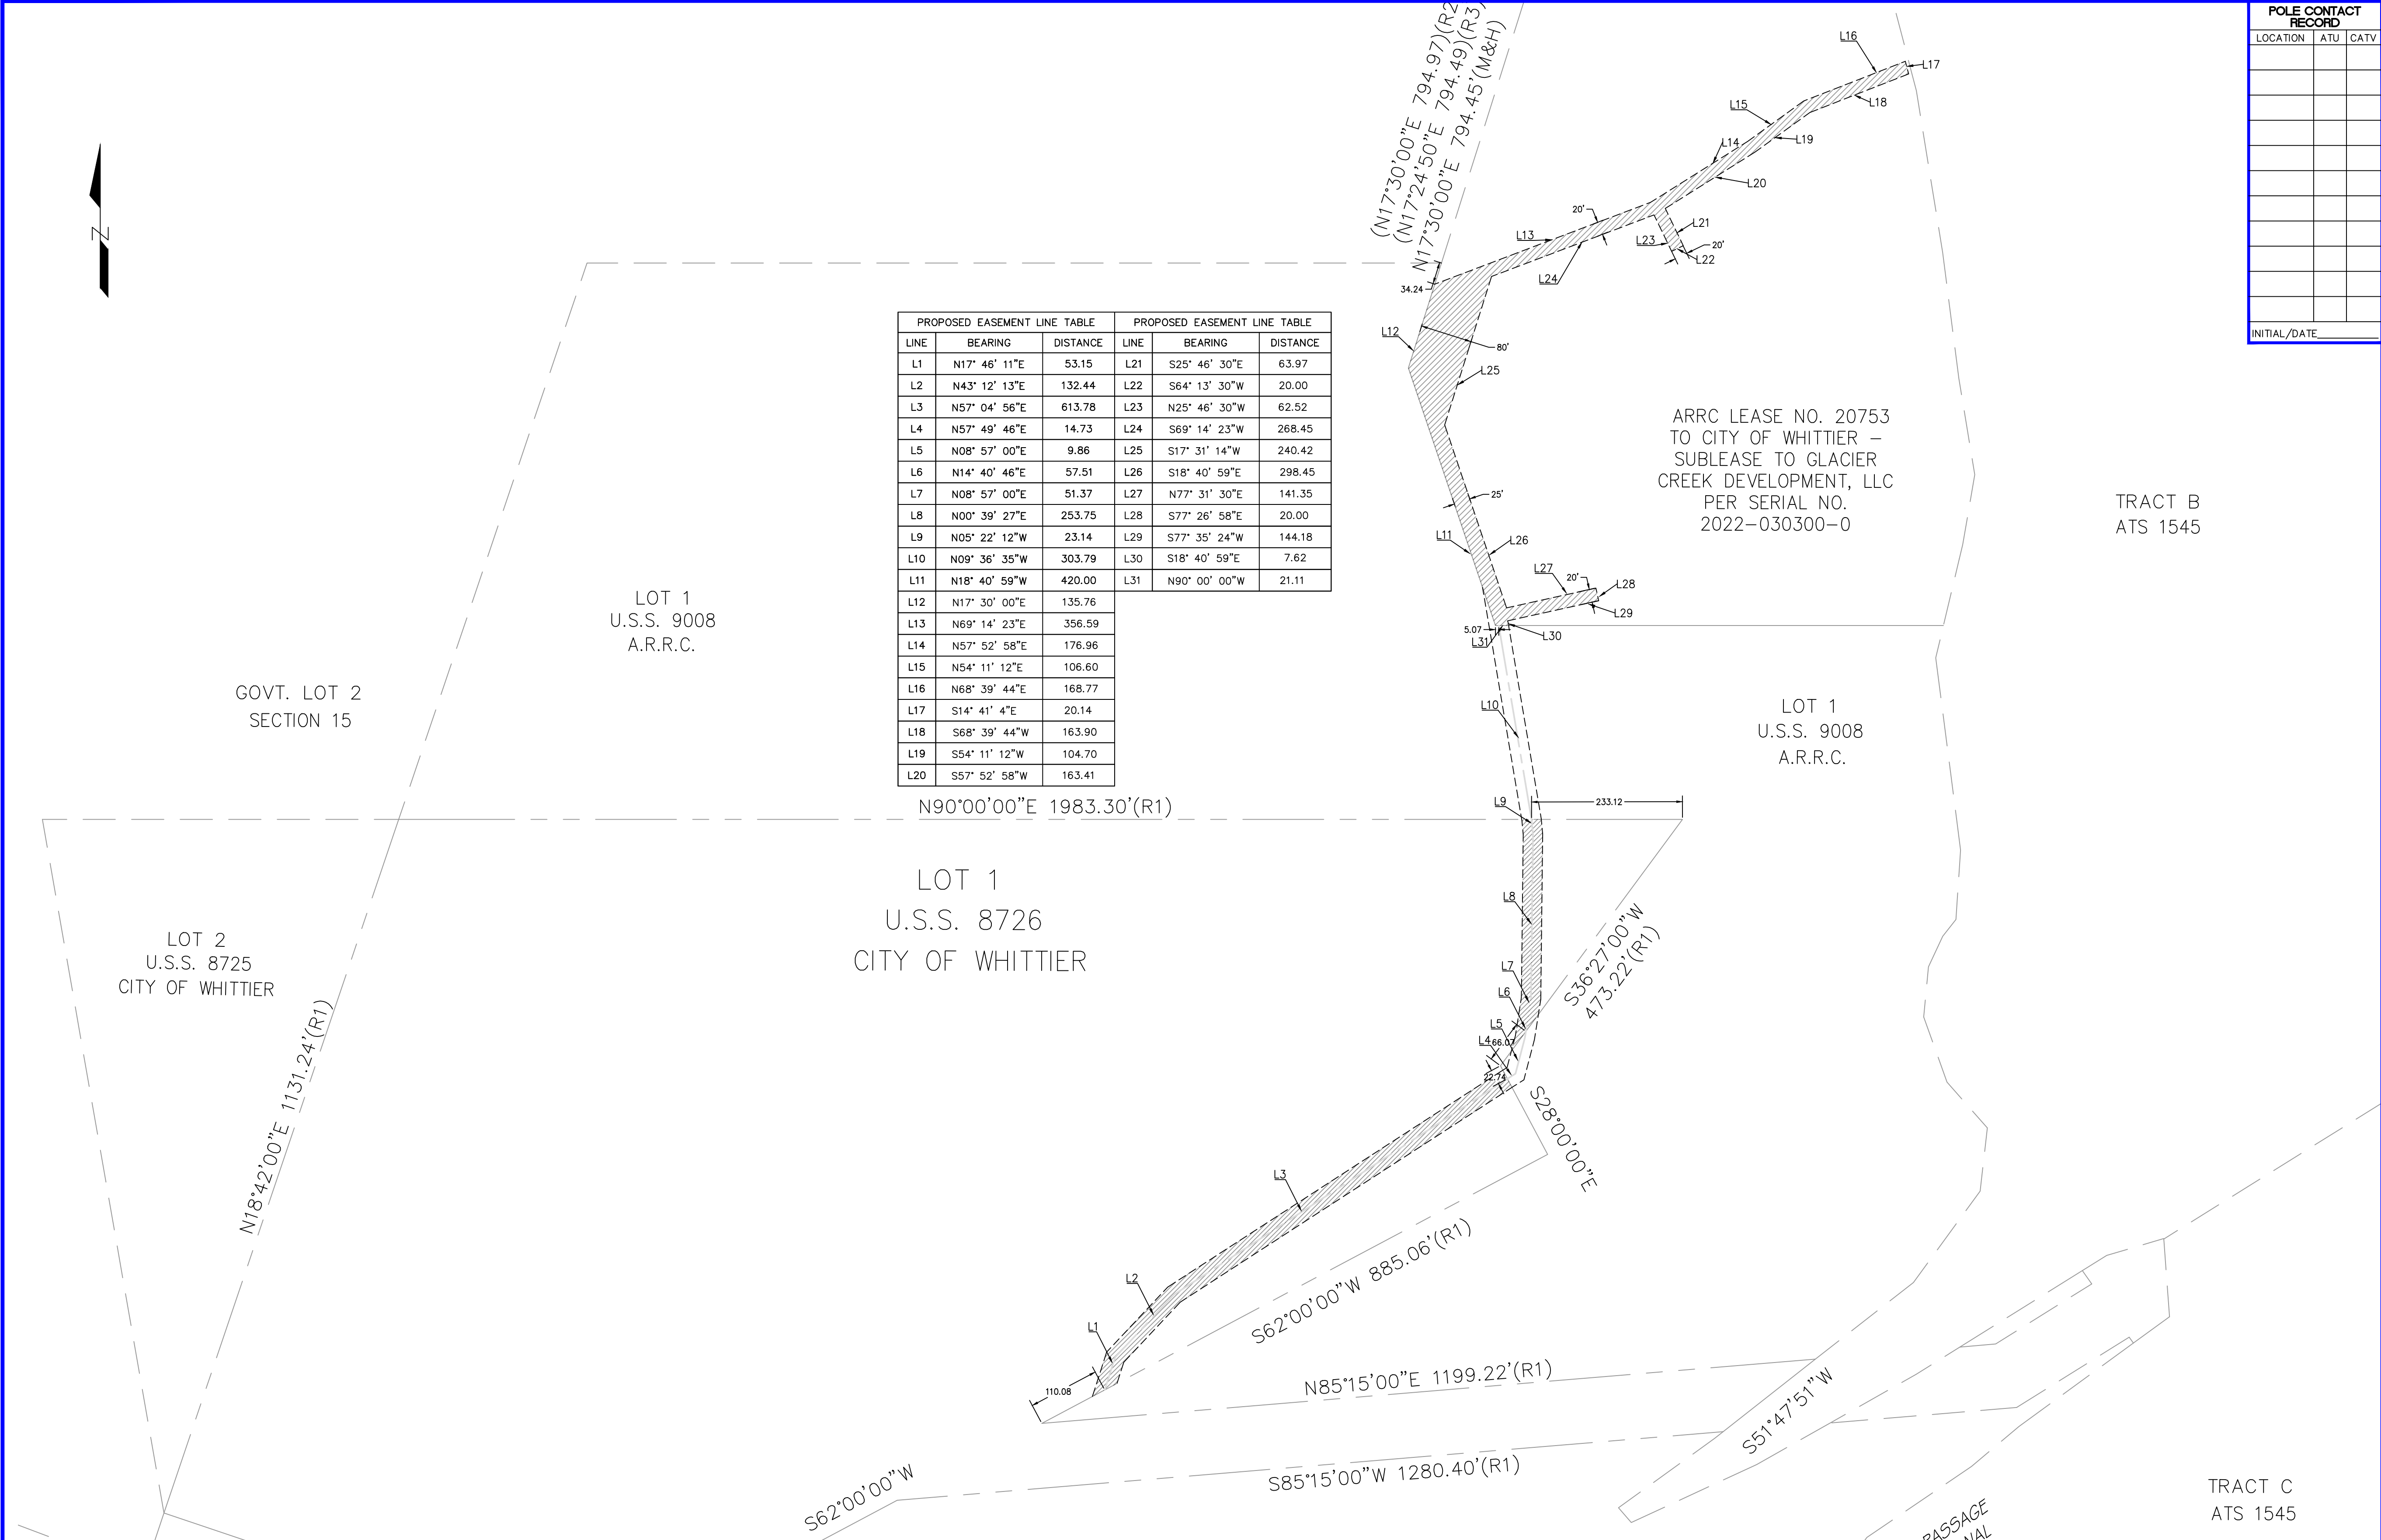 POLE CONTACT
RECORD
LOCATION ATU CATV
INITIAL/DATE
(N17°30'00"E 794.97)(R2
(N17°24'50"E 794.49)(R3)
N17°30'00"E 794.45'(M&H)
L16
L17
L18
L15
L19
L14
L20
20'
L13
L24
L21
L23
20'
L22
34.24
L12
80'
L25
N
PROPOSED EASEMENT LINE TABLE PROPOSED EASEMENT LINE TABLE
LINE BEARING DISTANCE LINE BEARING DISTANCE
L1 N17° 46' 11"E 53.15 L21 S25° 46' 30"E 63.97
L2 N43° 12' 13"E 132.44 L22 S64° 13' 30"W 20.00
L3 N57° 04' 56"E 613.78 L23 N25° 46' 30"W 62.52
L4 N57° 49' 46"E 14.73 L24 S69° 14' 23"W 268.45
L5 N08° 57' 00"E 9.86 L25 S17° 31' 14"W 240.42
L6 N14° 40' 46"E 57.51 L26 S18° 40' 59"E 298.45
L7 N08° 57' 00"E 51.37 L27 N77° 31' 30"E 141.35
L8 N00° 39' 27"E 253.75 L28 S77° 26' 58"E 20.00
L9 N05° 22' 12"W 23.14 L29 S77° 35' 24"W 144.18
L10 N09° 36' 35"W 303.79 L30 S18° 40' 59"E 7.62
L11 N18° 40' 59"W 420.00 L31 N90° 00' 00"W 21.11
L12 N17° 30' 00"E 135.76
L13 N69° 14' 23"E 356.59
L14 N57° 52' 58"E 176.96
L15 N54° 11' 12"E 106.60
L16 N68° 39' 44"E 168.77
L17 S14° 41' 4"E 20.14
L18 S68° 39' 44"W 163.90
L19 S54° 11' 12"W 104.70
L20 S57° 52' 58"W 163.41
ARRC LEASE NO. 20753
TO CITY OF WHITTIER –
SUBLEASE TO GLACIER
CREEK DEVELOPMENT, LLC
PER SERIAL NO.
2022–030300–0
TRACT B
ATS 1545
25'
L11
L26
L27
20'
L28
L29
5.07
L31
L30
LOT 1
U.S.S. 9008
A.R.R.C.
GOVT. LOT 2
SECTION 15
L10
LOT 1
U.S.S. 9008
A.R.R.C.
N90°00'00"E 1983.30'(R1)
L9
233.12
LOT 1
U.S.S. 8726
CITY OF WHITTIER
LOT 2
U.S.S. 8725
CITY OF WHITTIER
L8
L7
L6
L5
L4
66.07
22.74
S36°27'00"W
473.22'(R1)
S28°00'00"E
N18°42'00"E 1131.24'(R1)
L3
L2
L1
110.08
S62°00'00"W 885.06'(R1)
N85°15'00"E 1199.22'(R1)
S51°47'51"W
S85°15'00"W 1280.40'(R1)
S62°00'00"W
TRACT C
ATS 1545
PASSAGE